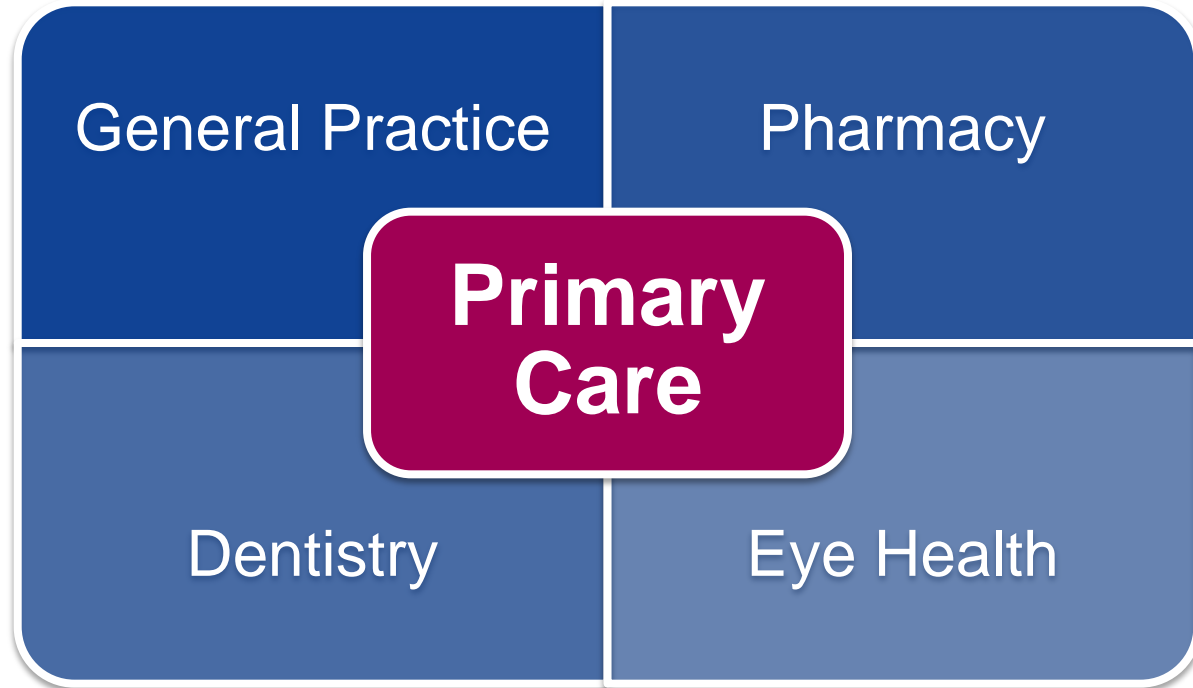 General Practice
Pharmacy
Primary
Care
Dentistry
Eye Health